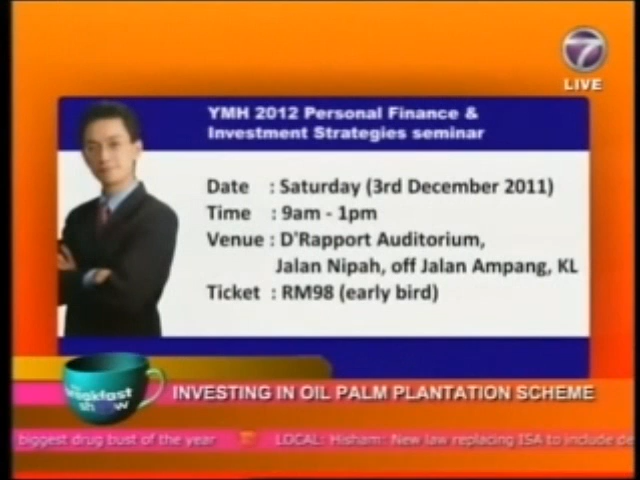 7
LIVE
YMH 2012 Personal Finance &
Investment Strategies seminar
Date : Saturday (3rd December 2011)
Time : 9am - 1pm
Venue : D'Rapport Auditorium,
Jalan Nipah, off Jalan Ampang, KL
Ticket : RM98 (early bird)
breakfast
show
INVESTING IN OIL PALM PLANTATION SCHEME
biggest drug bust of the year LOCAL: Hisham: New law replacing ISA to include